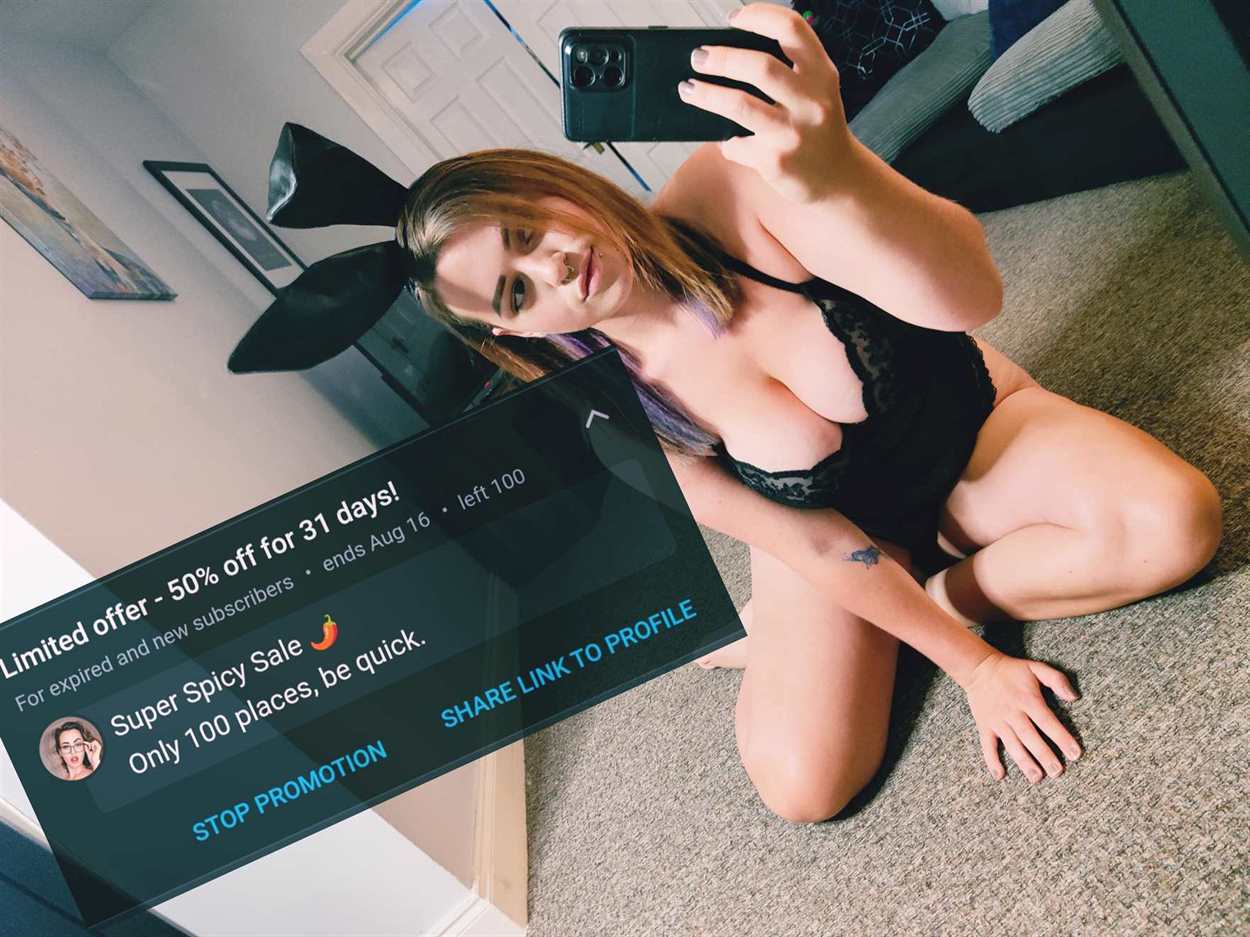 Limited offer - 50% off for 31 days!
For expired and new subscribers • ends Aug 16 • left 100
Super Spicy Sale 🌶️
Only 100 places, be quick.
STOP PROMOTION
SHARE LINK TO PROFILE